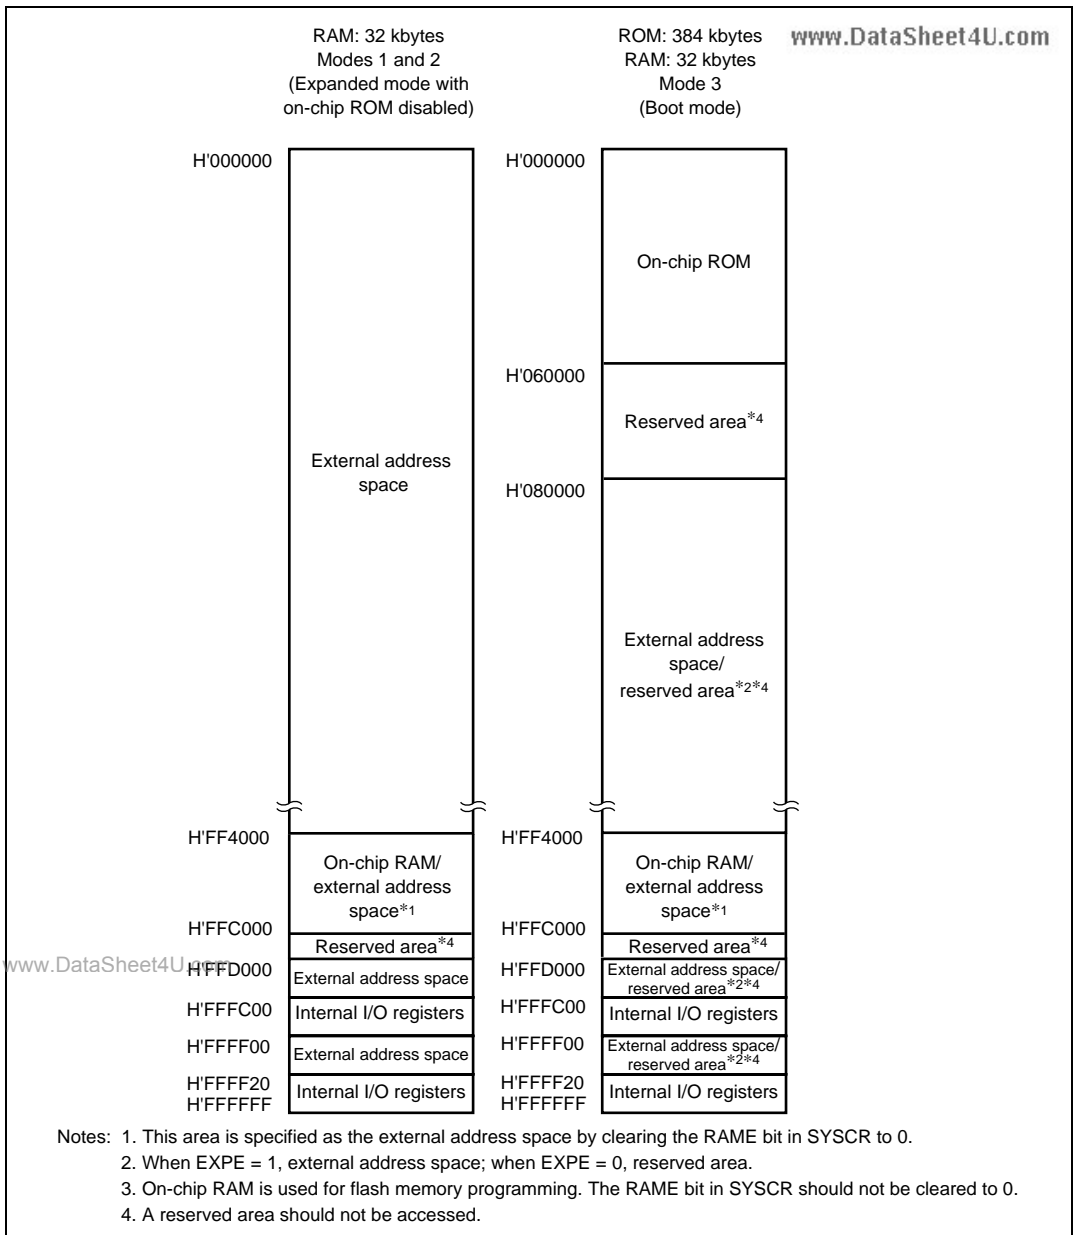 www.DataSheet4U.com
RAM: 32 kbytes
Modes 1 and 2
(Expanded mode with
on-chip ROM disabled)
ROM: 384 kbytes
RAM: 32 kbytes
Mode 3
(Boot mode)
H'000000
External address
space
H'FF4000
On-chip RAM/
external address
space*1
H'FFC000
Reserved area*4
H'FFD000
External address space
H'FFFC00
Internal I/O registers
H'FFFF00
External address space
H'FFFF20
Internal I/O registers
H'FFFFFF
H'000000
On-chip ROM
H'060000
Reserved area*4
H'080000
External address
space/
reserved area*2*4
H'FF4000
On-chip RAM/
external address
space*1
H'FFC000
Reserved area*4
H'FFD000
External address space/
reserved area*2*4
H'FFFC00
Internal I/O registers
H'FFFF00
External address space/
reserved area*2*4
H'FFFF20
Internal I/O registers
H'FFFFFF
www.DataSheet4U.com
Notes: 1. This area is specified as the external address space by clearing the RAME bit in SYSCR to 0.
2. When EXPE = 1, external address space; when EXPE = 0, reserved area.
3. On-chip RAM is used for flash memory programming. The RAME bit in SYSCR should not be cleared to 0.
4. A reserved area should not be accessed.